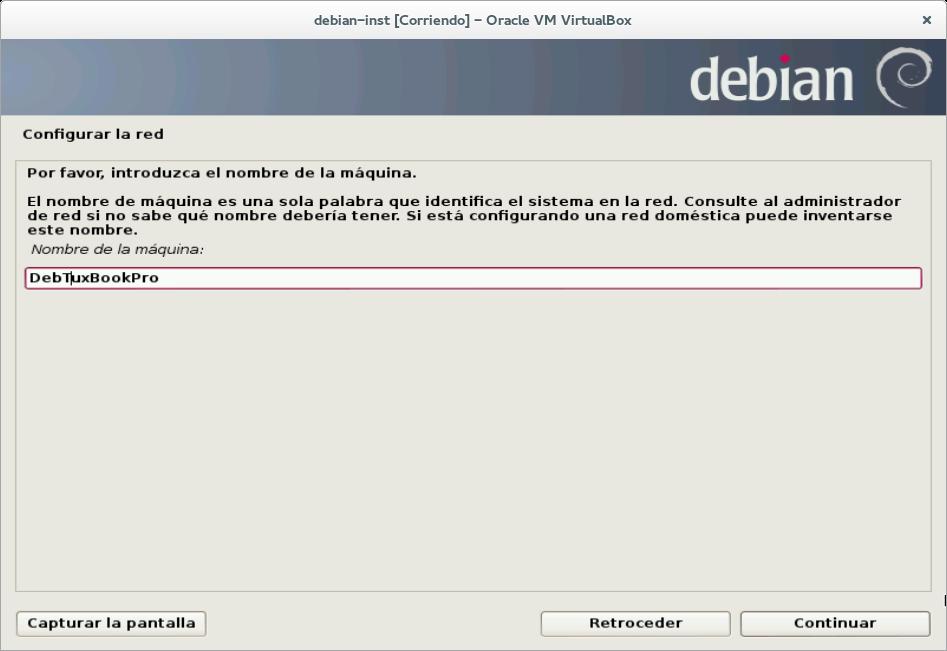 debian-inst [Corriendo] - Oracle VM VirtualBox
debian
Configurar la red
Por favor, introduzca el nombre de la máquina.
El nombre de máquina es una sola palabra que identifica el sistema en la red. Consulte al administrador
de red si no sabe qué nombre debería tener. Si está configurando una red doméstica puede inventarse
este nombre.
Nombre de la máquina:
DebTuxBookPro
Capturar la pantalla
Retroceder
Continuar